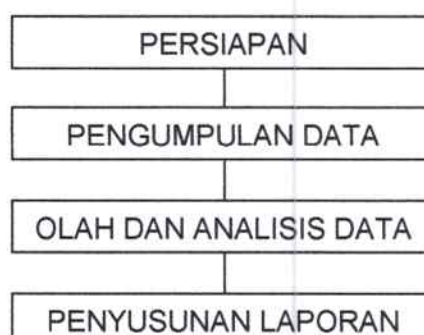 PERSIAPAN
PENGUMPULAN DATA
OLAH DAN ANALISIS DATA
PENYUSUNAN LAPORAN